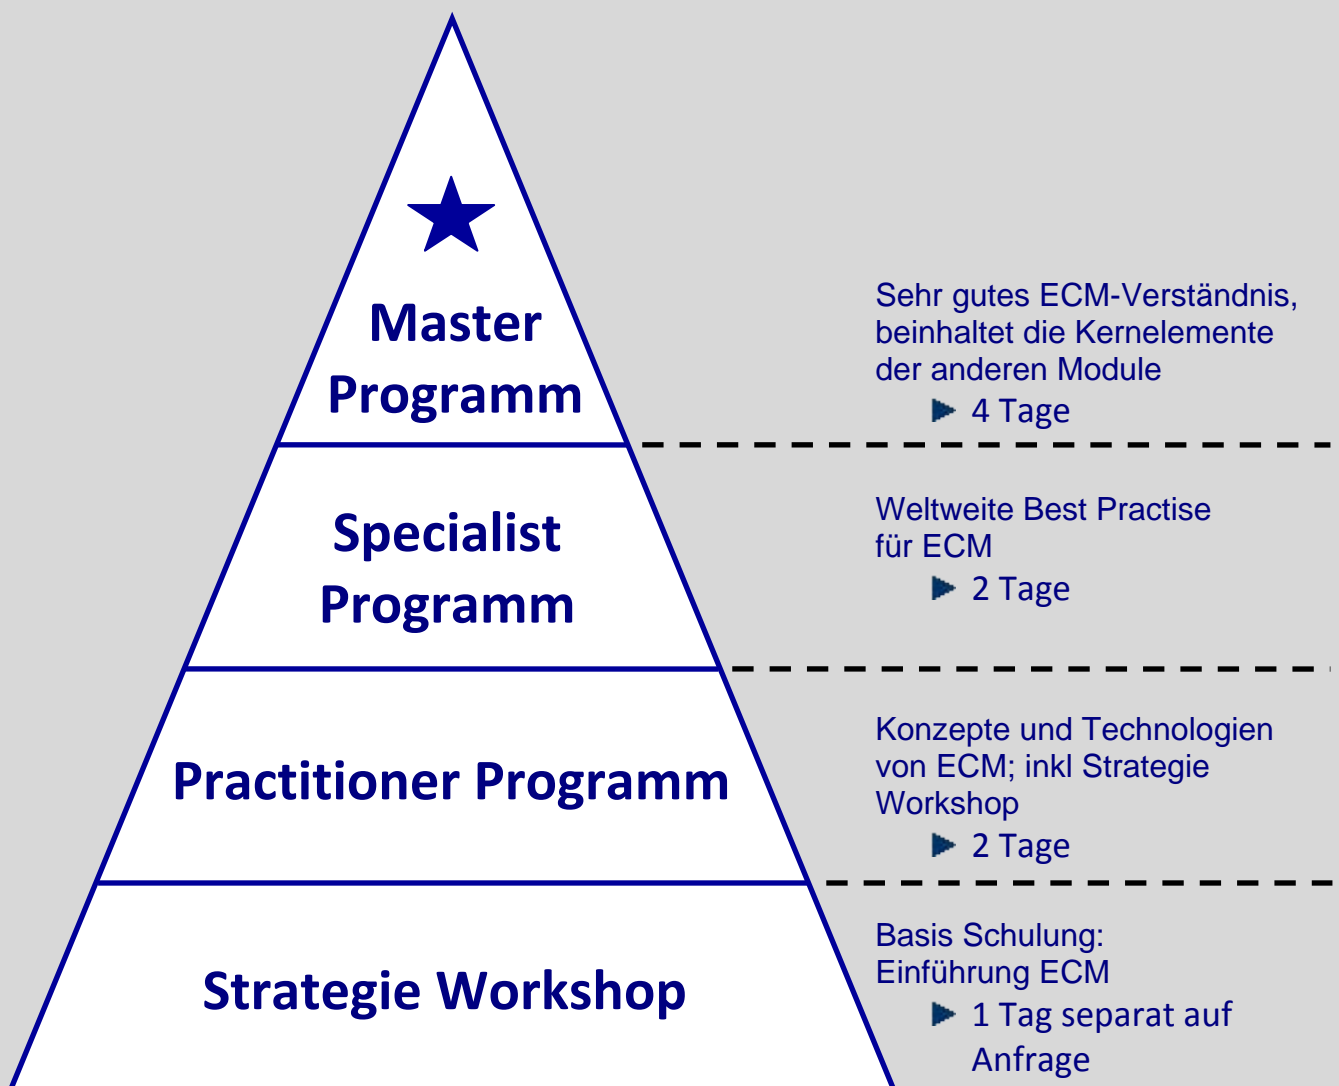 Master
Programm
Sehr gutes ECM-Verständnis,
beinhaltet die Kernelemente
der anderen Module
4 Tage
Specialist
Programm
Weltweite Best Practise
für ECM
2 Tage
Practitioner Programm
Konzepte und Technologien
von ECM; inkl Strategie
Workshop
2 Tage
Strategie Workshop
Basis Schulung:
Einführung ECM
1 Tag separat auf
Anfrage